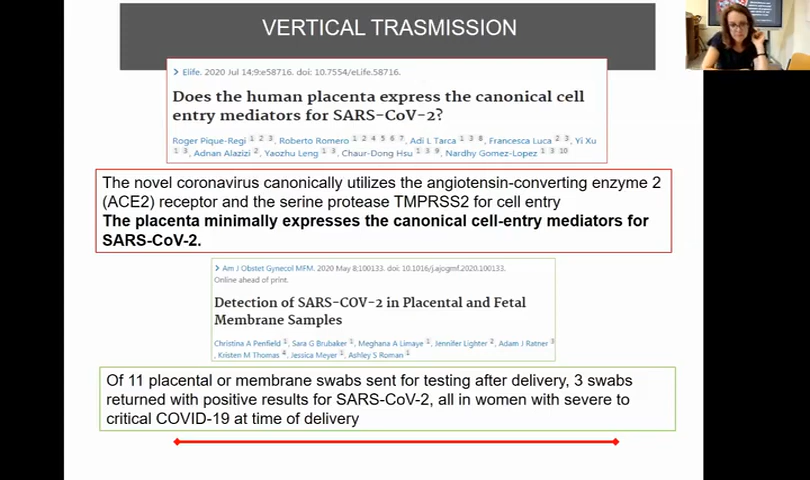 VERTICAL TRASMISSION
> Elife. 2020 Jul 14;9:e58716. doi: 10.7554/eLife.58716.
Does the human placenta express the canonical cell
entry mediators for SARS-CoV-2?
Roger Pique-Regi 1 2 3, Roberto Romero 1 2 4 5 6 7, Adi L Tarca 1 3 8, Francesca Luca 2 3, Yi Xu
1 3, Adnan Alazizi 2, Yaozhu Leng 1 3, Chaur-Dong Hsu 1 3 9, Nardhy Gomez-Lopez 1 3 10
The novel coronavirus canonically utilizes the angiotensin-converting enzyme 2
(ACE2) receptor and the serine protease TMPRSS2 for cell entry
The placenta minimally expresses the canonical cell-entry mediators for
SARS-CoV-2.
> Am J Obstet Gynecol MFM. 2020 May 8;100133. doi: 10.1016/j.ajogmf.2020.100133.
Online ahead of print.
Detection of SARS-COV-2 in Placental and Fetal
Membrane Samples
Christina A Penfield 1, Sara G Brubaker 1, Meghana A Limaye 1, Jennifer Lighter 2, Adam J Ratner 3
, Kristen M Thomas 4, Jessica Meyer 1, Ashley S Roman 1
Of 11 placental or membrane swabs sent for testing after delivery, 3 swabs
returned with positive results for SARS-CoV-2, all in women with severe to
critical COVID-19 at time of delivery